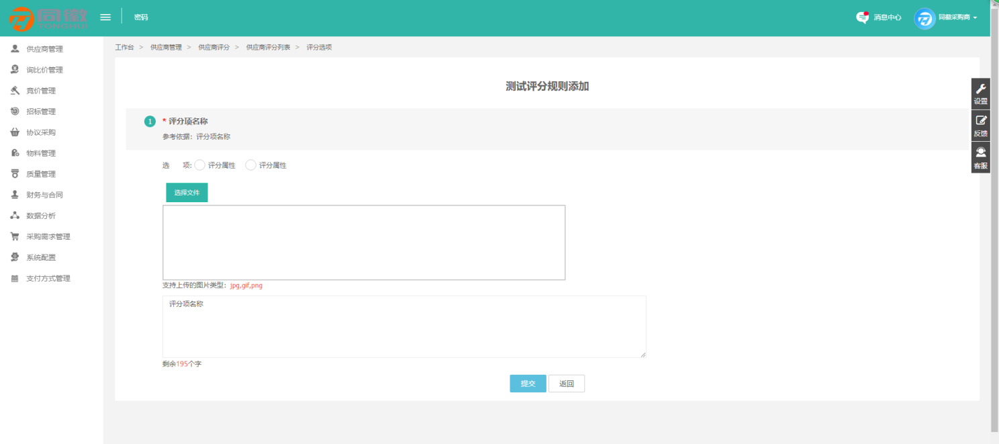 同徽
TONGHUI
密码
消息中心
同徽采购商
供应商管理
询比价管理
竞价管理
招标管理
协议采购
物料管理
质量管理
财务与合同
数据分析
采购需求管理
系统配置
支付方式管理
工作台 > 供应商管理 > 供应商评分 > 供应商评分列表 > 评分选项
测试评分规则添加
1 * 评分项名称
参考依据：评分项名称
选 项: 评分属性 评分属性
选择文件
支持上传的图片类型：jpg,gif,png
评分项名称
剩余195个字
提交 返回
设置
反馈
客服